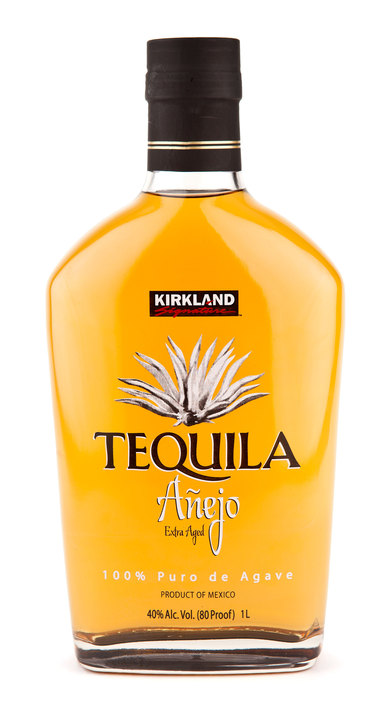 KIRKLAND
Signature
TEQUILA
Añejo
Extra Aged
100% Puro de Agave
PRODUCT OF MEXICO
40% Alc. Vol. (80 Proof) 1L